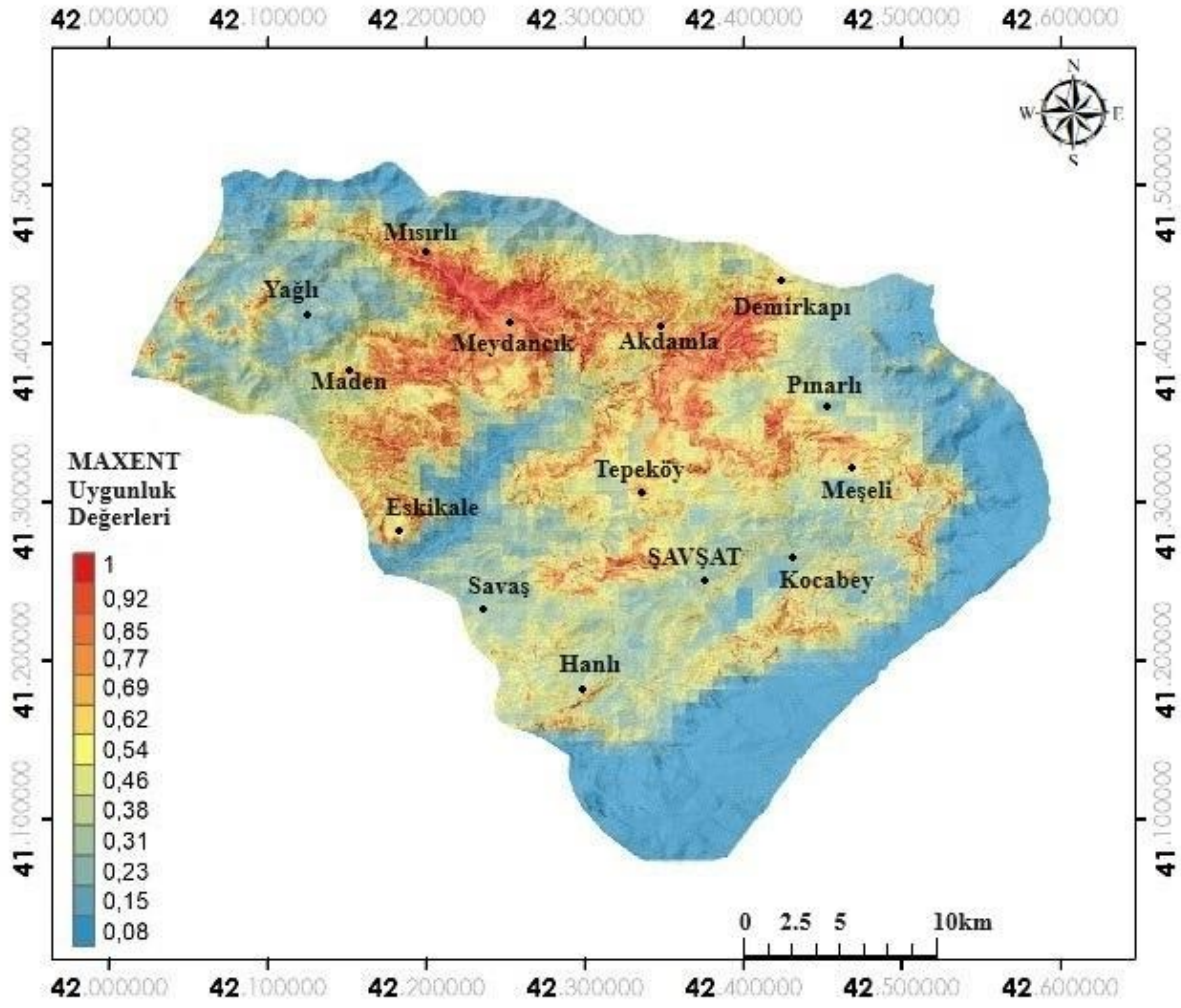 42.000000 42.100000 42.200000 42.300000 42.400000 42.500000 42.600000
N
W E
S
41.500000 41.500000
Mısırlı
Yağlı
Demirkapı
41.400000 41.400000
Meydancık Akdamla
Maden
Pınarlı
MAXENT
Uygunluk
Değerleri
Tepeköy
Meşeli
41.300000 41.300000
Eskikale
ŞAVŞAT
Kocabey
Savaş
1
0,92
0,85
0,77
0,69
0,62
0,54
0,46
0,38
0,31
0,23
0,15
0,08
41.200000 41.200000
Hanlı
41.100000 41.100000
0 2.5 5 10km
42.000000 42.100000 42.200000 42.300000 42.400000 42.500000 42.600000